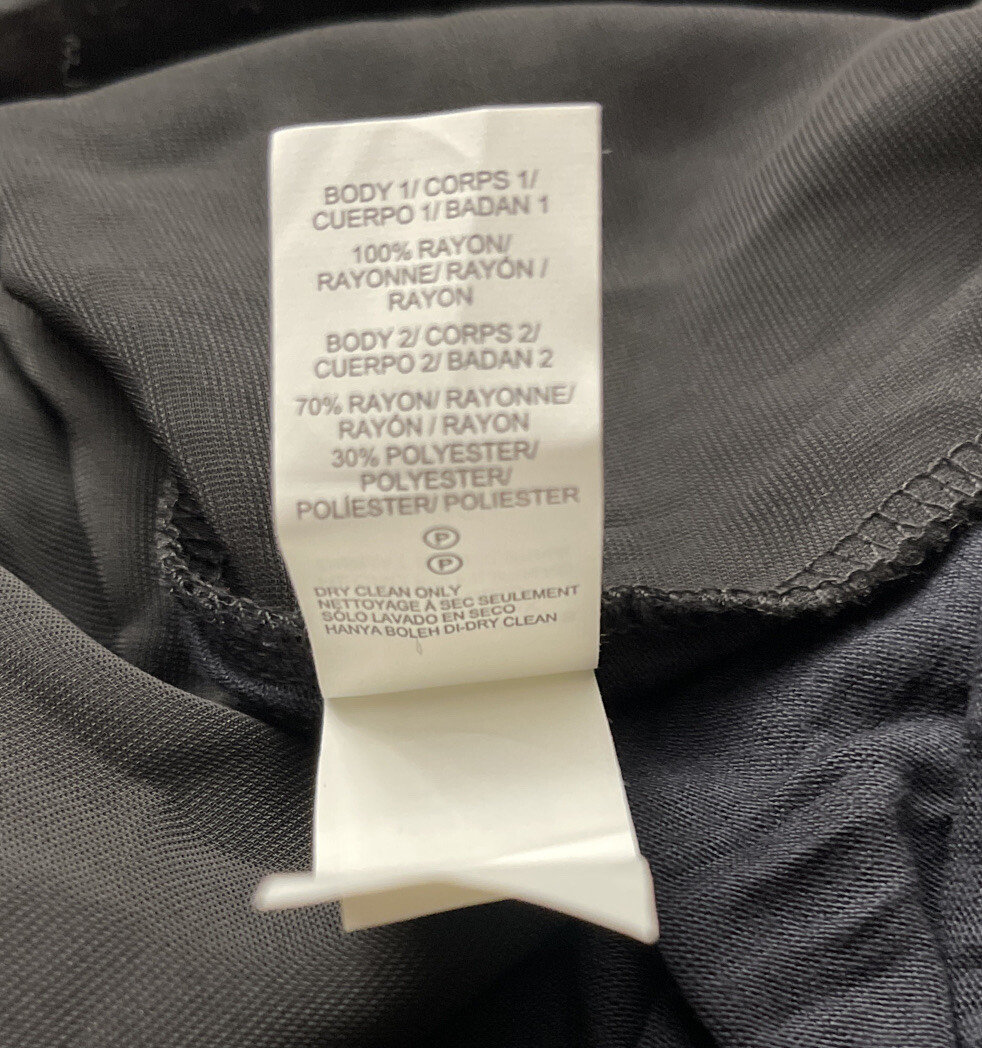 BODY 1/ CORPS 1/
CUERPO 1/ BADAN 1
100% RAYON/
RAYONNE/ RAYÓN /
RAYON
BODY 2/ CORPS 2/
CUERPO 2/ BADAN 2
70% RAYON/ RAYONNE/
RAYÓN / RAYON
30% POLYESTER/
POLYESTER/
POLÍESTER/ POLIESTER
P
P
DRY CLEAN ONLY
NETTOYAGE À SEC SEULEMENT
SÓLO LAVADO EN SECO
HANYA BOLEH DI-DRY CLEAN